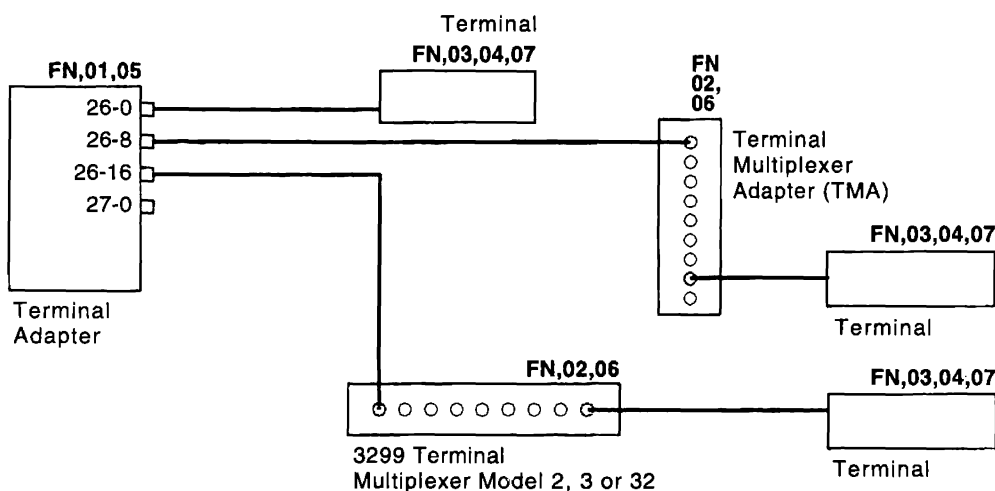 Terminal
FN,03,04,07
FN,01,05
26-0
26-8
26-16
27-0
Terminal
Adapter
FN
02,
06
Terminal
Multiplexer
Adapter (TMA)
FN,03,04,07
Terminal
FN,02,06
3299 Terminal
Multiplexer Model 2, 3 or 32
FN,03,04,07
Terminal